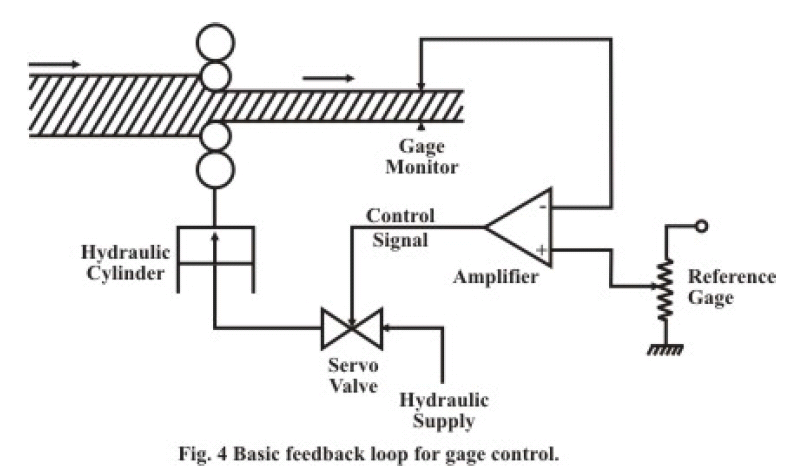 Gage
Monitor
Control
Signal
-
+
Amplifier
Hydraulic
Cylinder
Reference
Gage
Servo
Valve
Hydraulic
Supply
Fig. 4 Basic feedback loop for gage control.